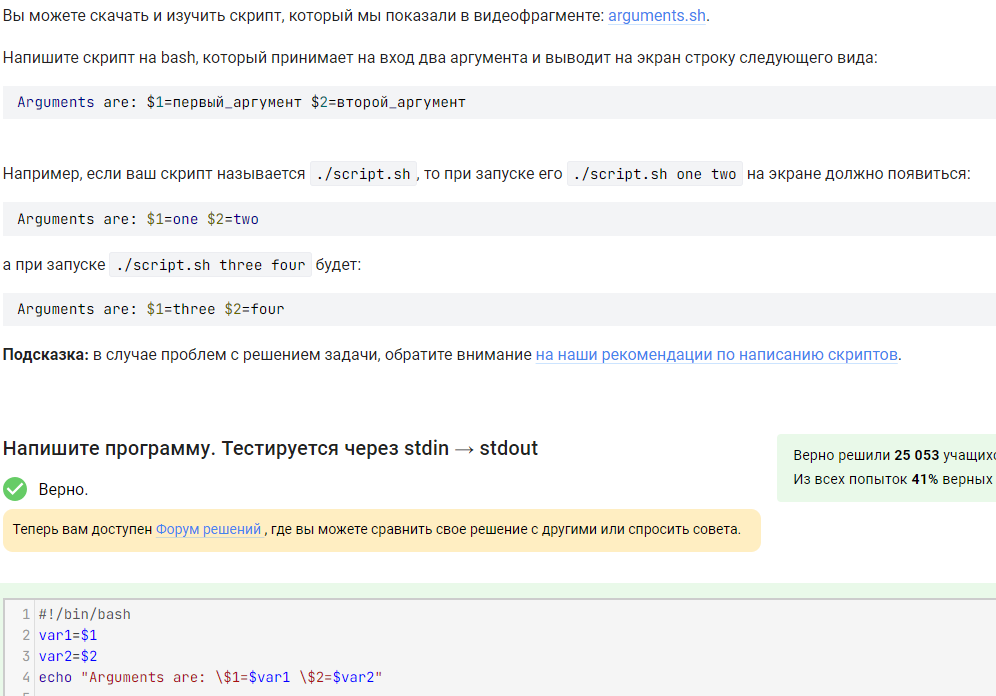 Вы можете скачать и изучить скрипт, который мы показали в видеофрагменте: arguments.sh.
Напишите скрипт на bash, который принимает на вход два аргумента и выводит на экран строку следующего вида:
Arguments are: $1=первый_аргумент $2=второй_аргумент
Например, если ваш скрипт называется ./script.sh , то при запуске его ./script.sh one two на экране должно появиться:
Arguments are: $1=one $2=two
а при запуске ./script.sh three four будет:
Arguments are: $1=three $2=four
Подсказка: в случае проблем с решением задачи, обратите внимание на наши рекомендации по написанию скриптов.
Напишите программу. Тестируется через stdin → stdout
Верно решили 25 053 учащихс
Из всех попыток 41% верных
Верно.
Теперь вам доступен Форум решений, где вы можете сравнить свое решение с другими или спросить совета.
1 #!/bin/bash
2 var1=$1
3 var2=$2
4 echo "Arguments are: \$1=$var1 \$2=$var2"